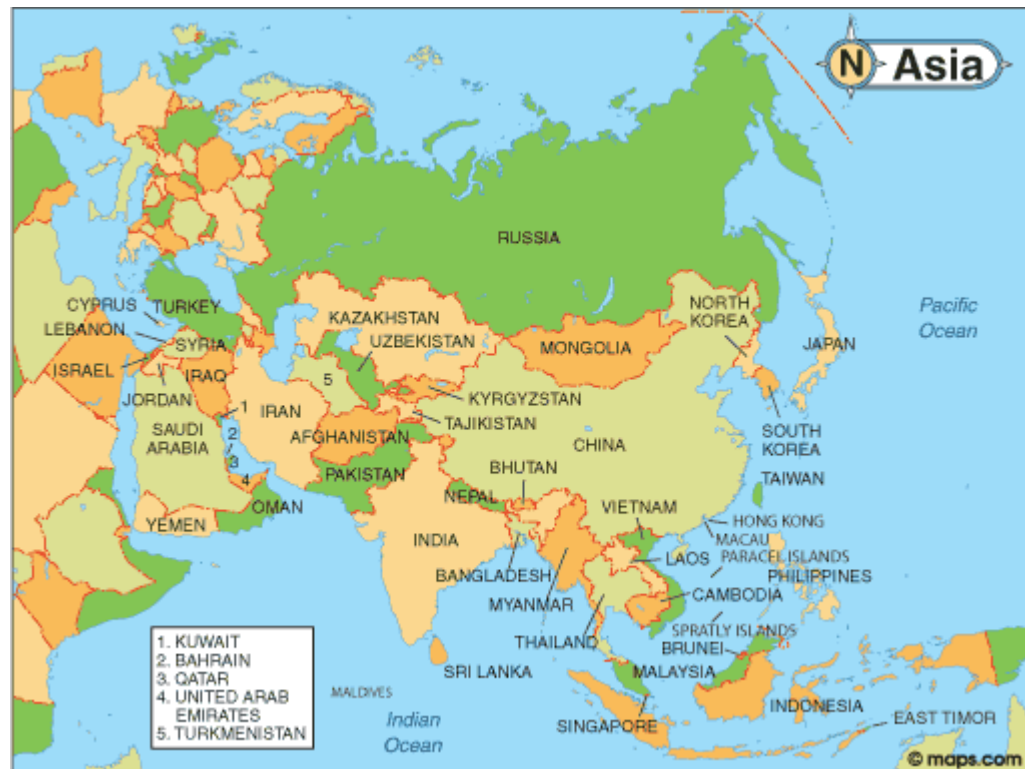 N Asia
RUSSIA
CYPRUS
TURKEY
LEBANON
SYRIA
ISRAEL
IRAQ
JORDAN
KAZAKHSTAN
UZBEKISTAN
MONGOLIA
NORTH
KOREA
JAPAN
Pacific
Ocean
5
KYRGYZSTAN
TAJIKISTAN
1
IRAN
SAUDI
ARABIA
2
3
4
AFGHANISTAN
CHINA
SOUTH
KOREA
PAKISTAN
BHUTAN
TAIWAN
NEPAL
OMAN
VIETNAM
YEMEN
INDIA
HONG KONG
MACAU
LAOS
PARACEL ISLANDS
BANGLADESH
PHILIPPINES
CAMBODIA
MYANMAR
THAILAND
SPRATLY ISLANDS
BRUNEI
SRI LANKA
MALAYSIA
MALDIVES
INDONESIA
SINGAPORE
EAST TIMOR
Indian
Ocean
1. KUWAIT
2. BAHRAIN
3. QATAR
4. UNITED ARAB
EMIRATES
5. TURKMENISTAN
© maps.com